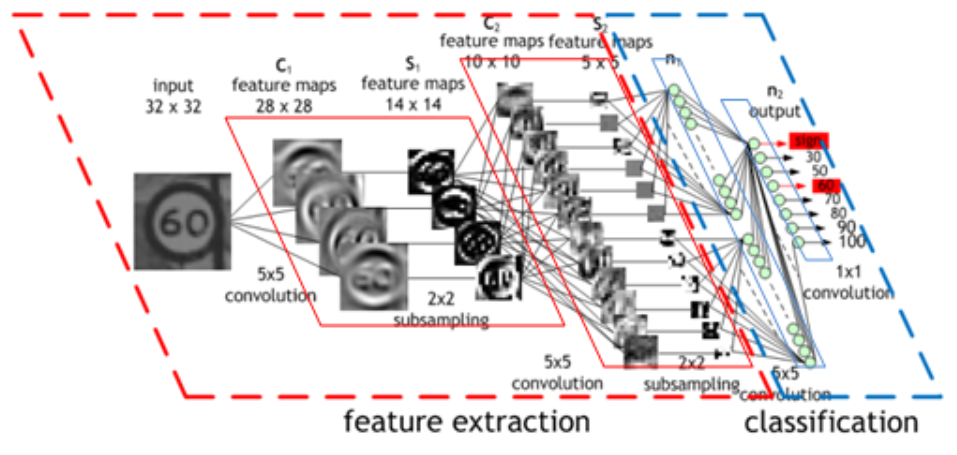 C₂
feature maps
10 x 10
S₂
feature maps
5 x 5
C₁
feature maps
28 x 28
S₁
feature maps
14 x 14
input
32 x 32
n₁
n₂
output
sign
30
50
60
70
80
90
100
60
5x5
convolution
2x2
subsampling
5x5
convolution
2x2
subsampling
5x5
convolution
1x1
convolution
feature extraction
classification